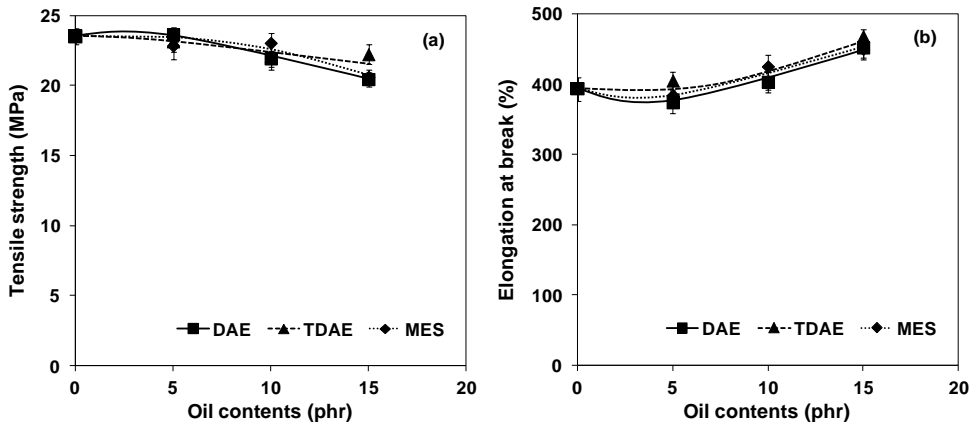 25
20
15
10
5
0
Tensile strength (MPa)
(a)
DAE TDAE MES
0 5 10 15 20
Oil contents (phr)
500
400
300
200
100
0
Elongation at break (%)
(b)
DAE TDAE MES
0 5 10 15 20
Oil contents (phr)